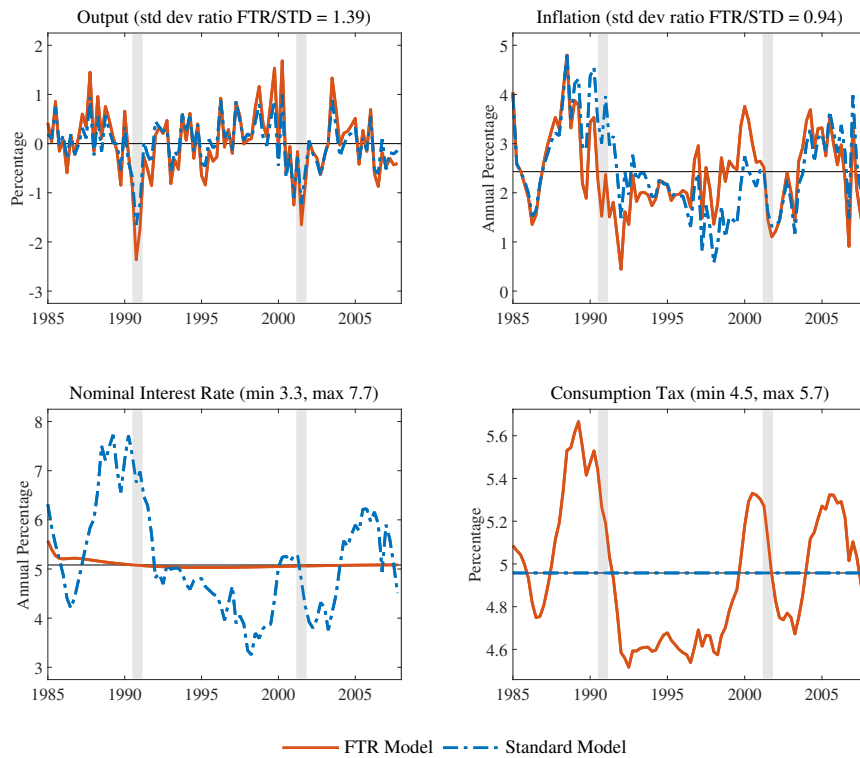 Output (std dev ratio FTR/STD = 1.39)
Percentage
2
1
0
-1
-2
-3
1985 1990 1995 2000 2005
Inflation (std dev ratio FTR/STD = 0.94)
Annual Percentage
5
4
3
2
1
0
1985 1990 1995 2000 2005
Nominal Interest Rate (min 3.3, max 7.7)
Annual Percentage
8
7
6
5
4
3
1985 1990 1995 2000 2005
Consumption Tax (min 4.5, max 5.7)
Percentage
5.6
5.4
5.2
5
4.8
4.6
1985 1990 1995 2000 2005
FTR Model Standard Model